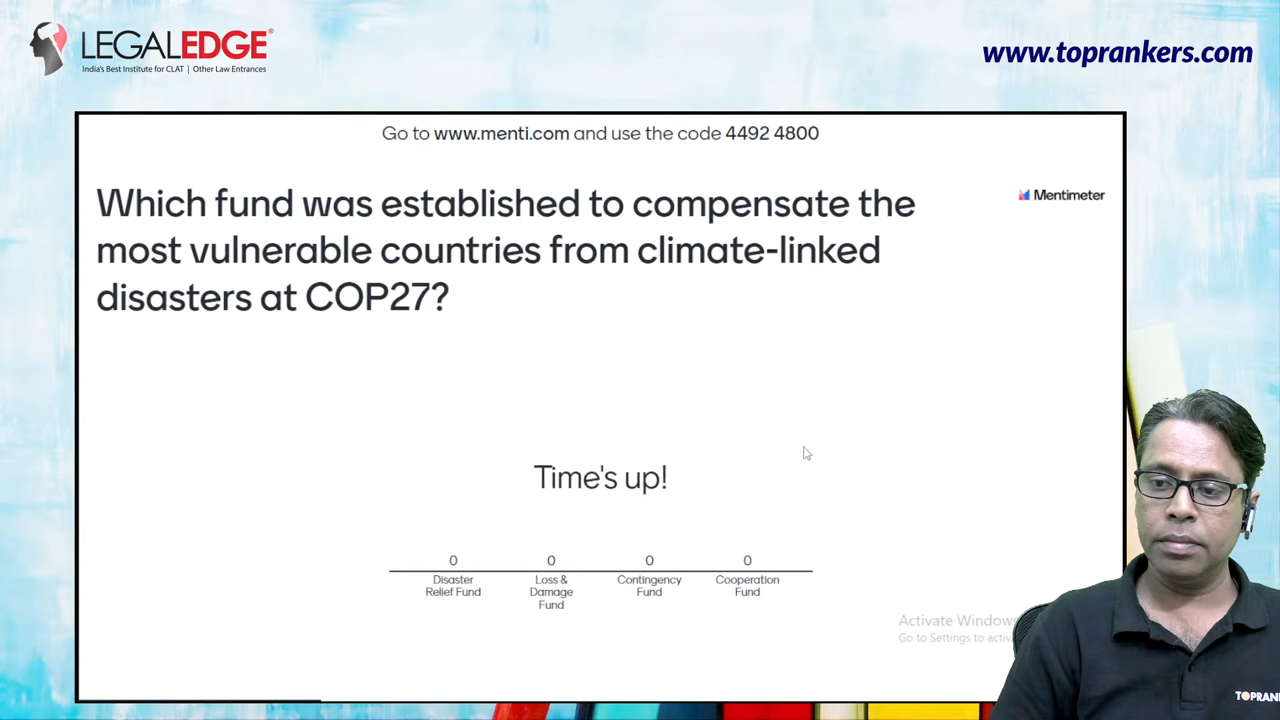 LEGALEDGE
India's Best Institute for CLAT | Other Law Entrances
www.toprankers.com
Go to www.menti.com and use the code 4492 4800
Which fund was established to compensate the
most vulnerable countries from climate-linked
disasters at COP27?
Mentimeter
Time's up!
0 0 0 0
Disaster Relief Fund
Loss & Damage Fund
Contingency Fund
Cooperation Fund
Activate Windows
Go to Settings to activ
TOPRAN